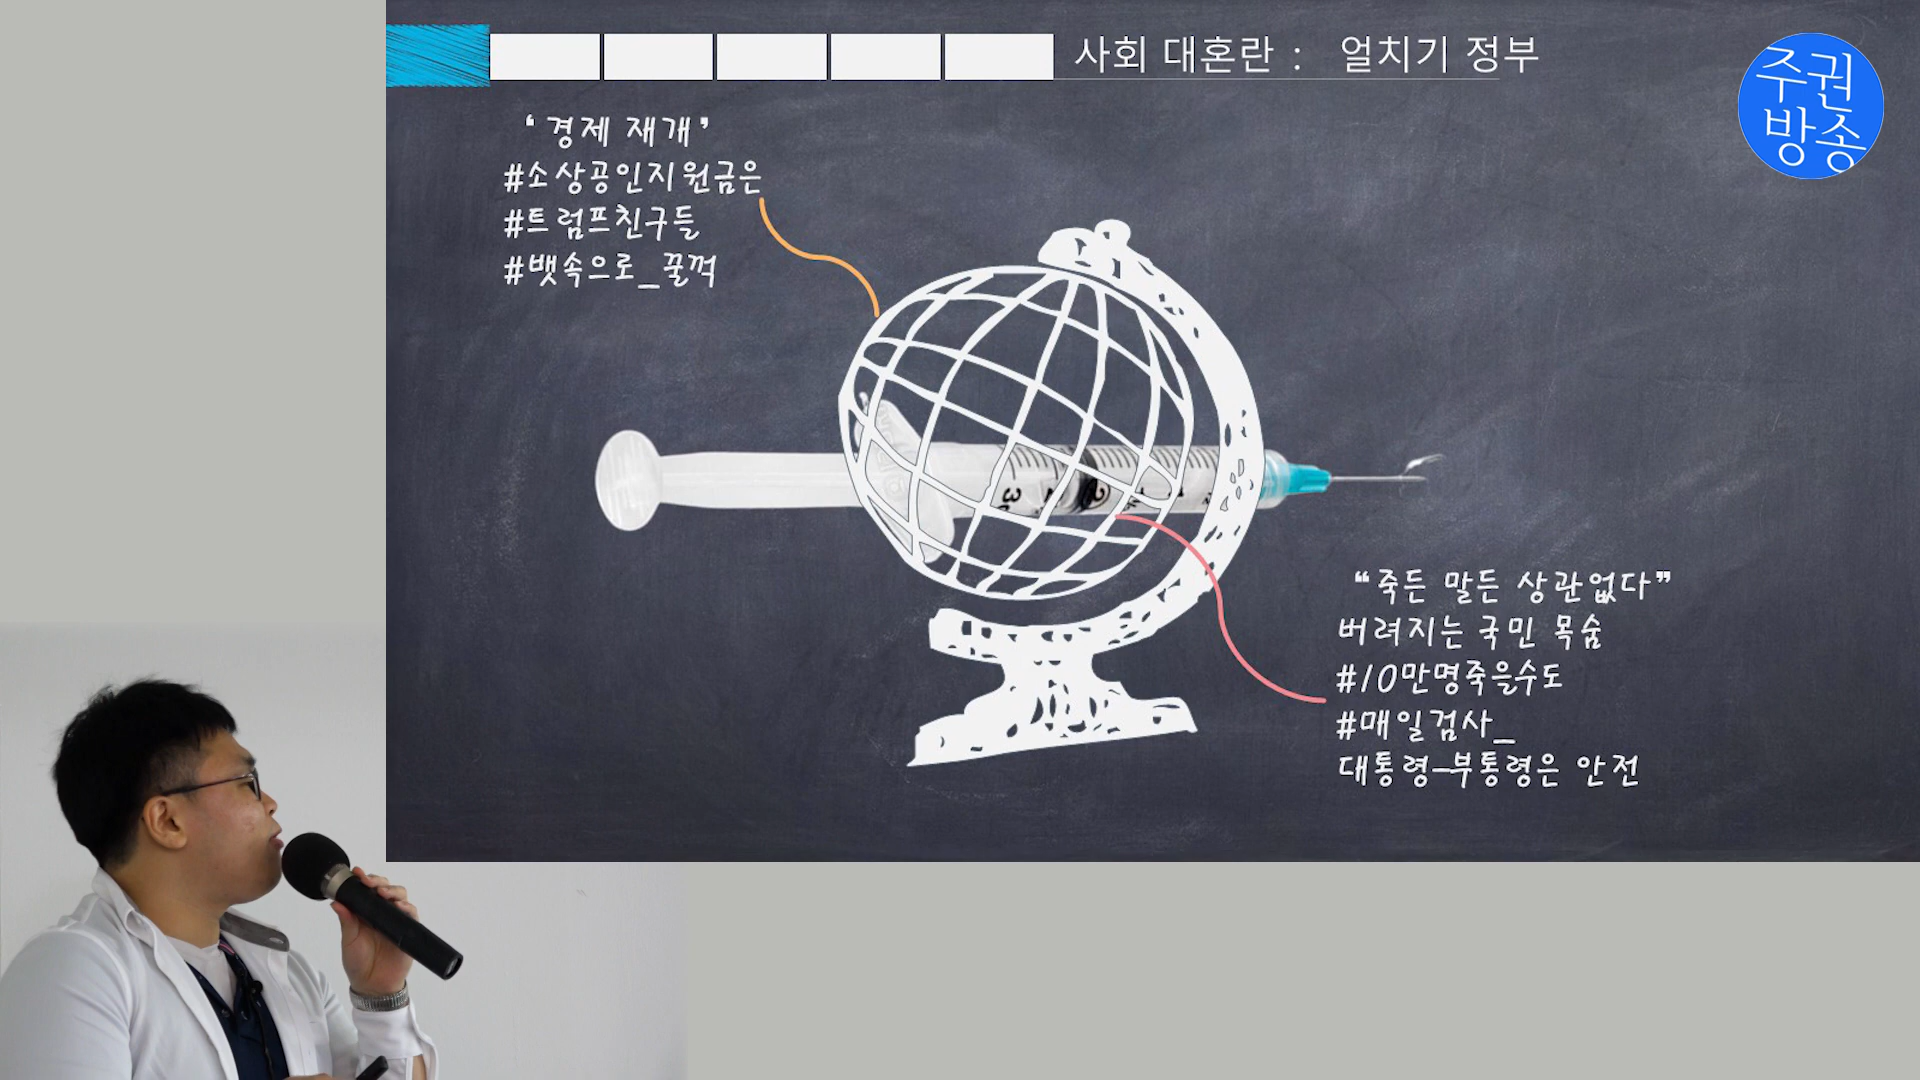 사회 대혼란 : 얼치기 정부
주권
방송
‘경제 재개’
#소상공인지원금은
#트럼프친구들
#뱃속으로_꿀꺽
“죽든 말든 상관없다”
버려지는 국민 목숨
#10만명죽을수도
#매일검사_
대통령-부통령은 안전